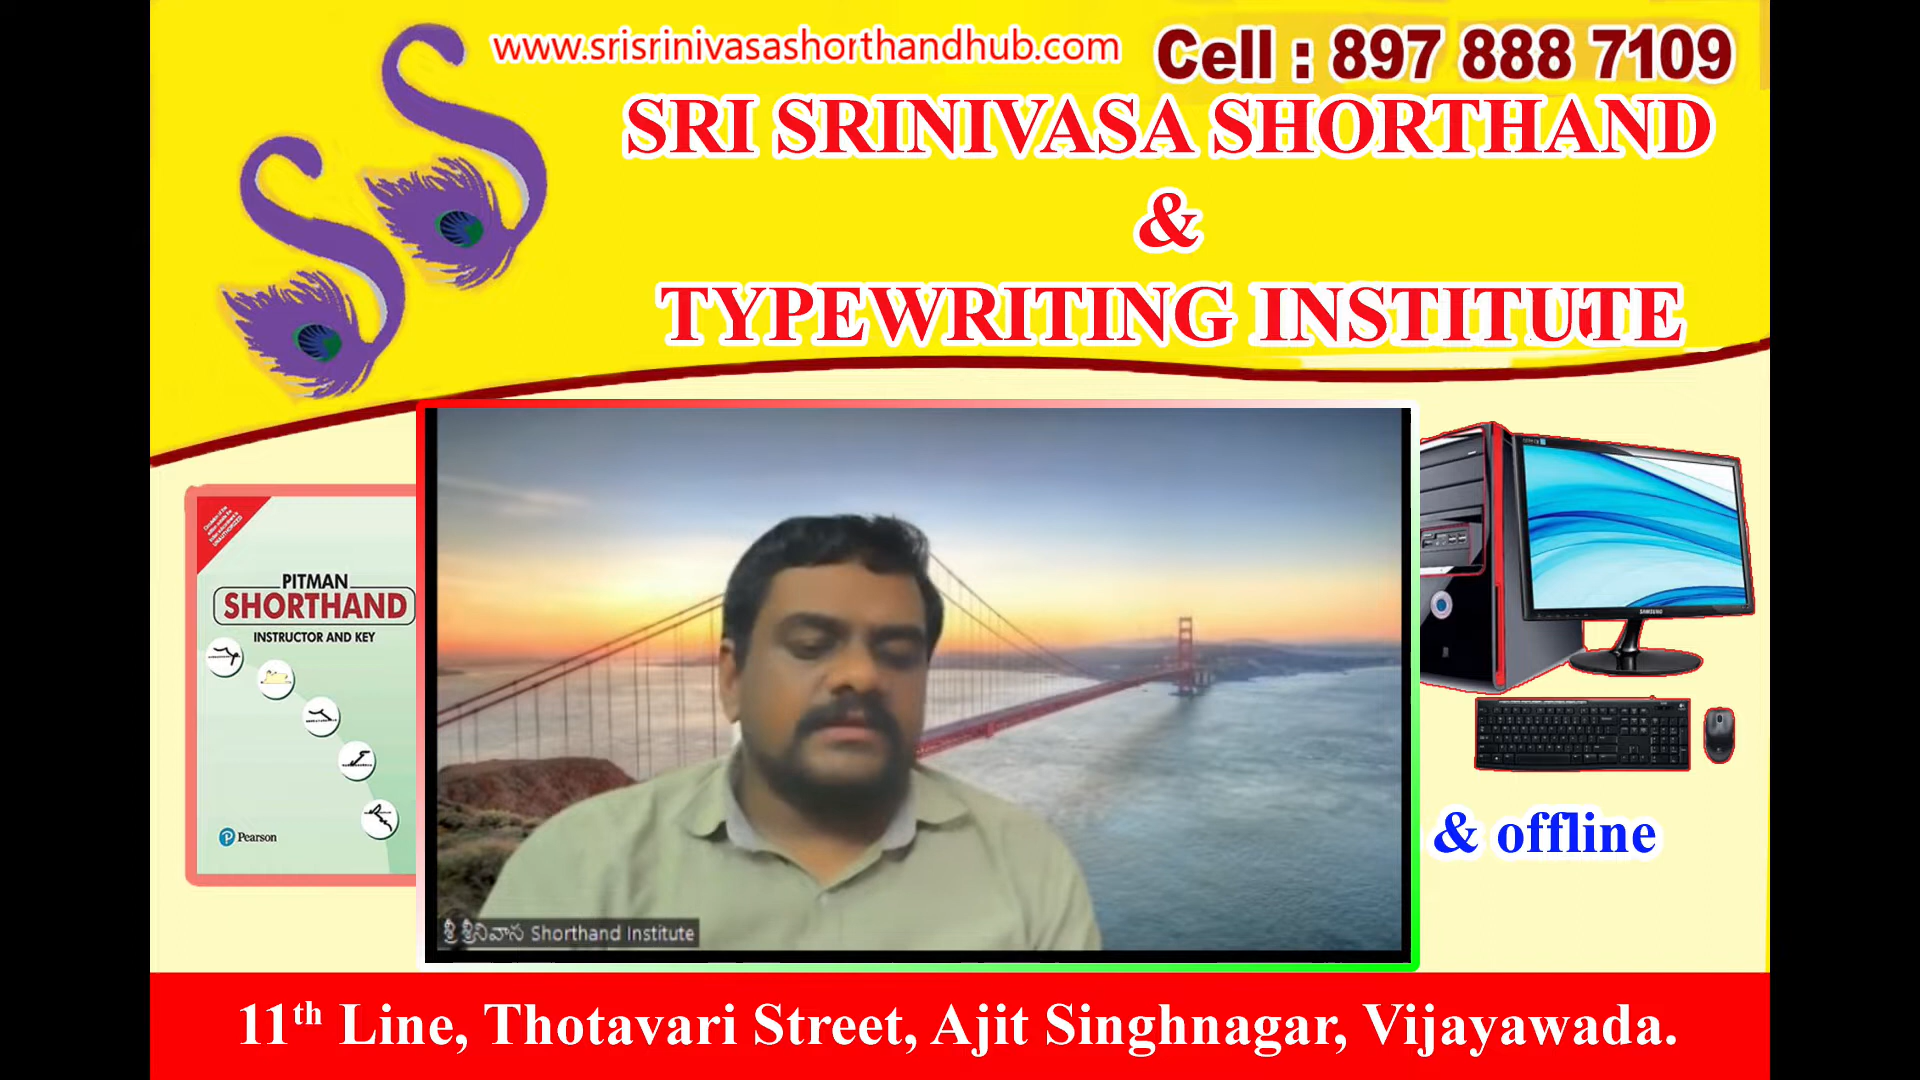 www.srisrinivasashorthandhub.com
Cell : 897 888 7109
SRI SRINIVASA SHORTHAND
&
TYPEWRITING INSTITUTE
PITMAN
SHORTHAND
INSTRUCTOR AND KEY
Pearson
SAMSUNG
& offline
శ్రీ శ్రీనివాస Shorthand Institute
11th Line, Thotavari Street, Ajit Singhnagar, Vijayawada.